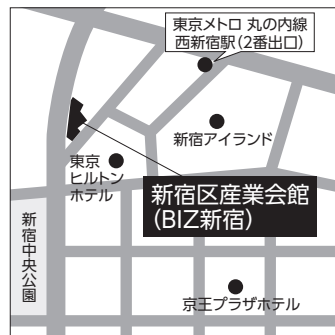 東京メトロ 丸の内線
西新宿駅（2番出口）
新宿アイランド
東京
ヒルトン
ホテル
新宿区産業会館
（BIZ新宿）
新宿中央公園
京王プラザホテル